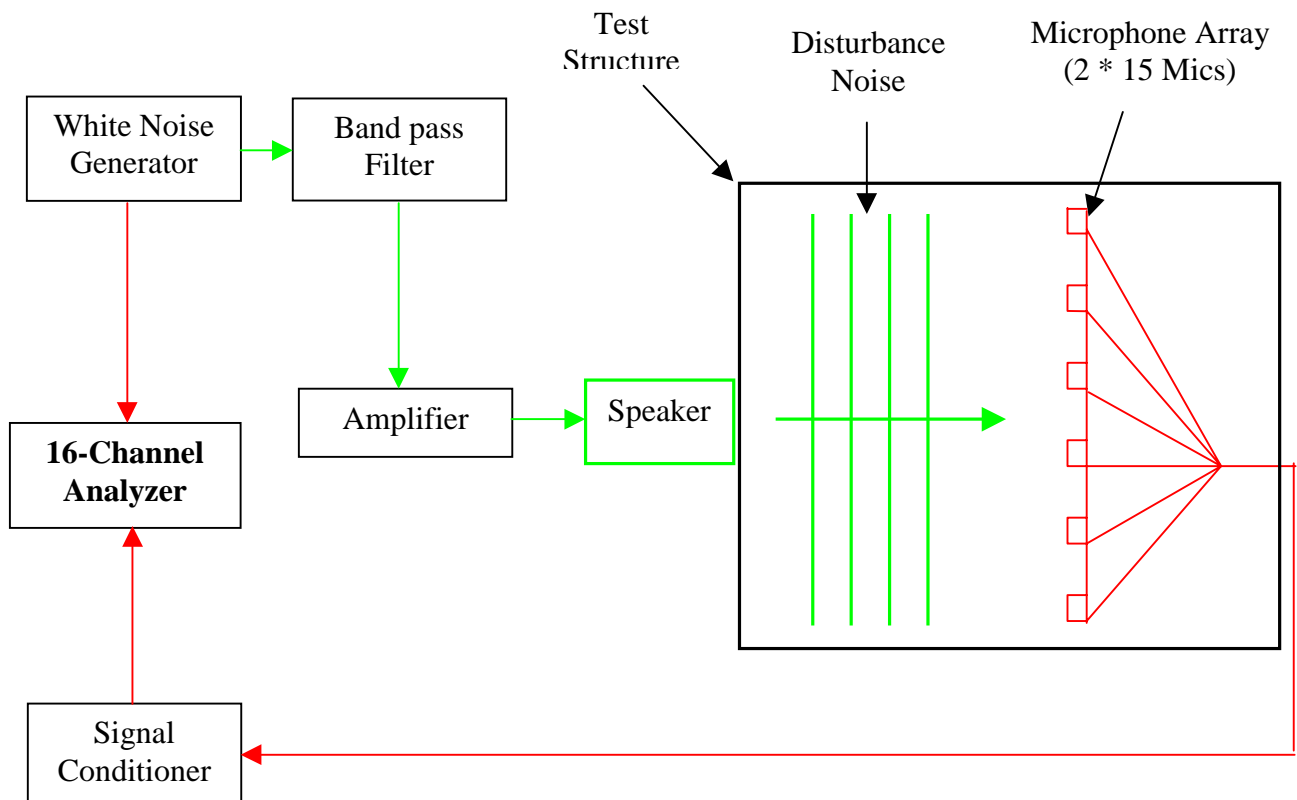 Test
Structure
Disturbance
Noise
Microphone Array
(2 * 15 Mics)
White Noise
Generator
Band pass
Filter
Amplifier
Speaker
16-Channel
Analyzer
Signal
Conditioner